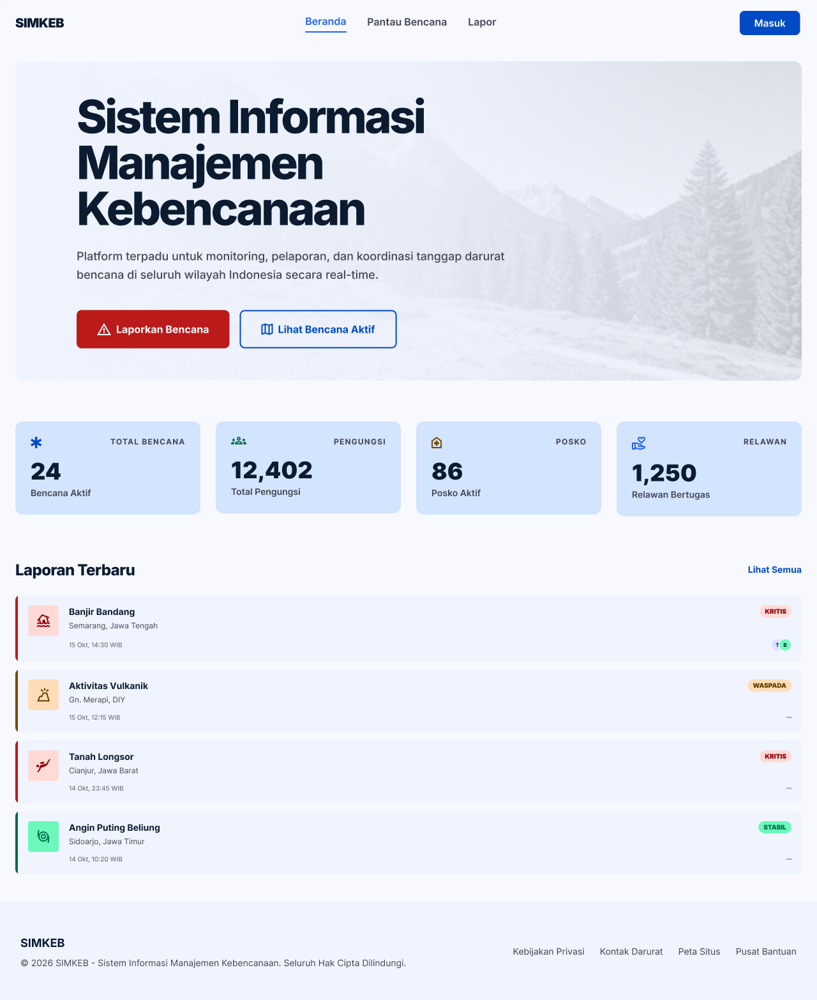 SIMKEB
Beranda
Pantau Bencana
Lapor
Masuk
Sistem Informasi
Manajemen
Kebencanaan
Platform terpadu untuk monitoring, pelaporan, dan koordinasi tanggap darurat
bencana di seluruh wilayah Indonesia secara real-time.
Laporkan Bencana
Lihat Bencana Aktif
TOTAL BENCANA
24
Bencana Aktif
PENGUNGSI
12,402
Total Pengungsi
POSKO
86
Posko Aktif
RELAWAN
1,250
Relawan Bertugas
Laporan Terbaru
Lihat Semua
Banjir Bandang
KRITIS
Semarang, Jawa Tengah
15 Okt, 14:30 WIB
T B
Aktivitas Vulkanik
WASPADA
Gn. Merapi, DIY
15 Okt, 12:15 WIB
...
Tanah Longsor
KRITIS
Cianjur, Jawa Barat
14 Okt, 23:45 WIB
...
Angin Puting Beliung
STABIL
Sidoarjo, Jawa Timur
14 Okt, 10:20 WIB
...
SIMKEB
© 2026 SIMKEB - Sistem Informasi Manajemen Kebencanaan. Seluruh Hak Cipta Dilindungi.
Kebijakan Privasi
Kontak Darurat
Peta Situs
Pusat Bantuan